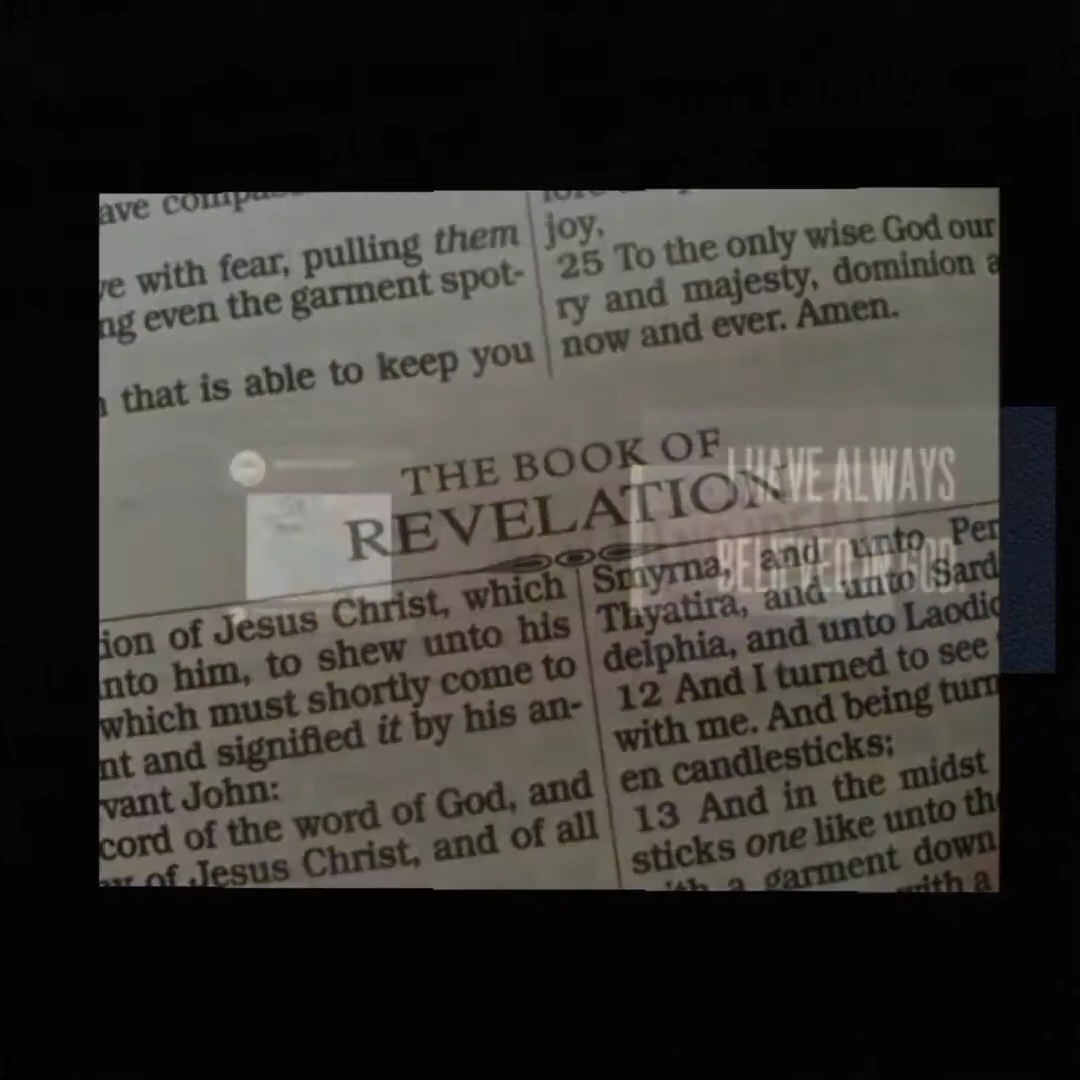 ave
ve with fear, pulling them
ng even the garment spot-
that is able to keep you
joy,
25 To the only wise God our
ry and majesty, dominion a
now and ever. Amen.
THE BOOK OF
REVELATION
I HAVE ALWAYS
BELIEVED IN GOD.
ion of Jesus Christ, which
nto him, to shew unto his
which must shortly come to
nt and signified it by his an-
vant John:
cord of the word of God, and
of Jesus Christ, and of all
Smyrna, and unto Per
Thyatira, and unto Sard
delphia, and unto Laodic
12 And I turned to see
with me. And being turn
en candlesticks;
13 And in the midst
sticks one like unto th
a garment down
with a